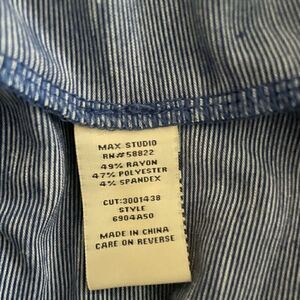 MAX STUDIO
RN#58822
49% RAYON
47% POLYESTER
4% SPANDEX
CUT:3001438
STYLE
6904A50
MADE IN CHINA
CARE ON REVERSE